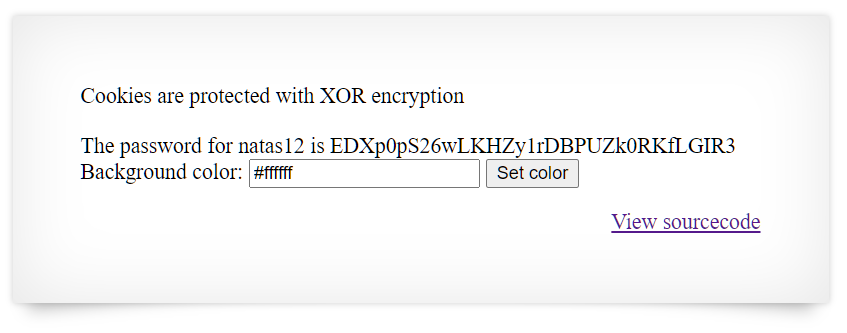 Cookies are protected with XOR encryption
The password for natas12 is EDXp0pS26wLKHZy1rDBPUZk0RKfLGIR3
Background color: #ffffff Set color
View sourcecode